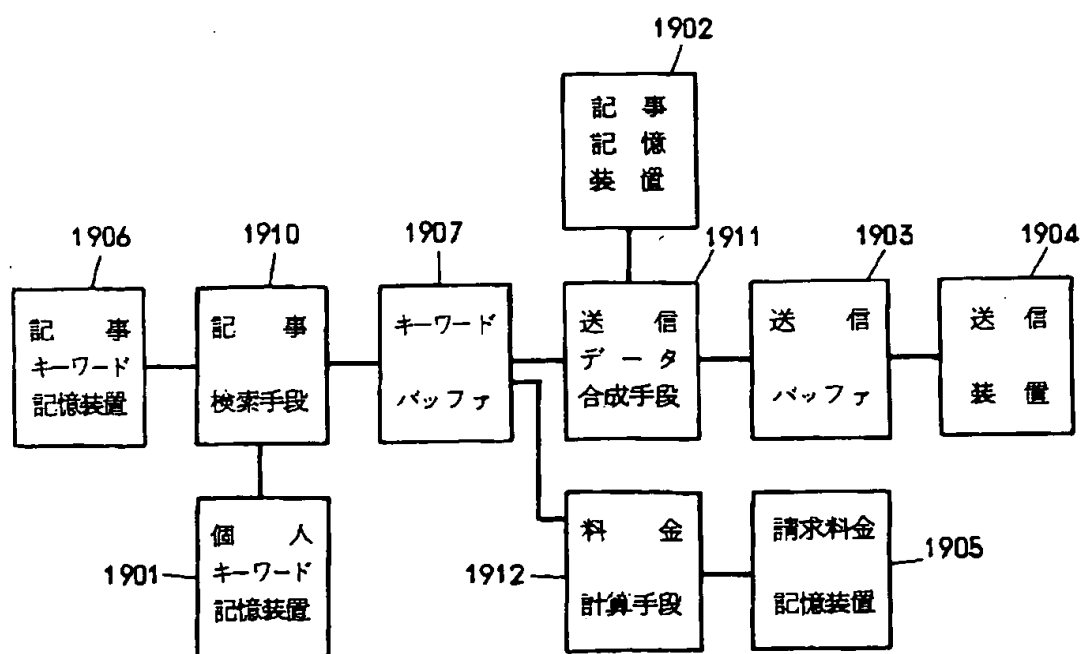 1902
記事
記憶
装置
1906
1910
1907
1911
1903
1904
記事
キーワード
記憶装置
記事
検索手段
キーワード
バッファ
送信
データ
合成手段
送信
バッファ
送信
装置
1901
個人
キーワード
記憶装置
1912
料金
計算手段
請求料金
記憶装置
1905